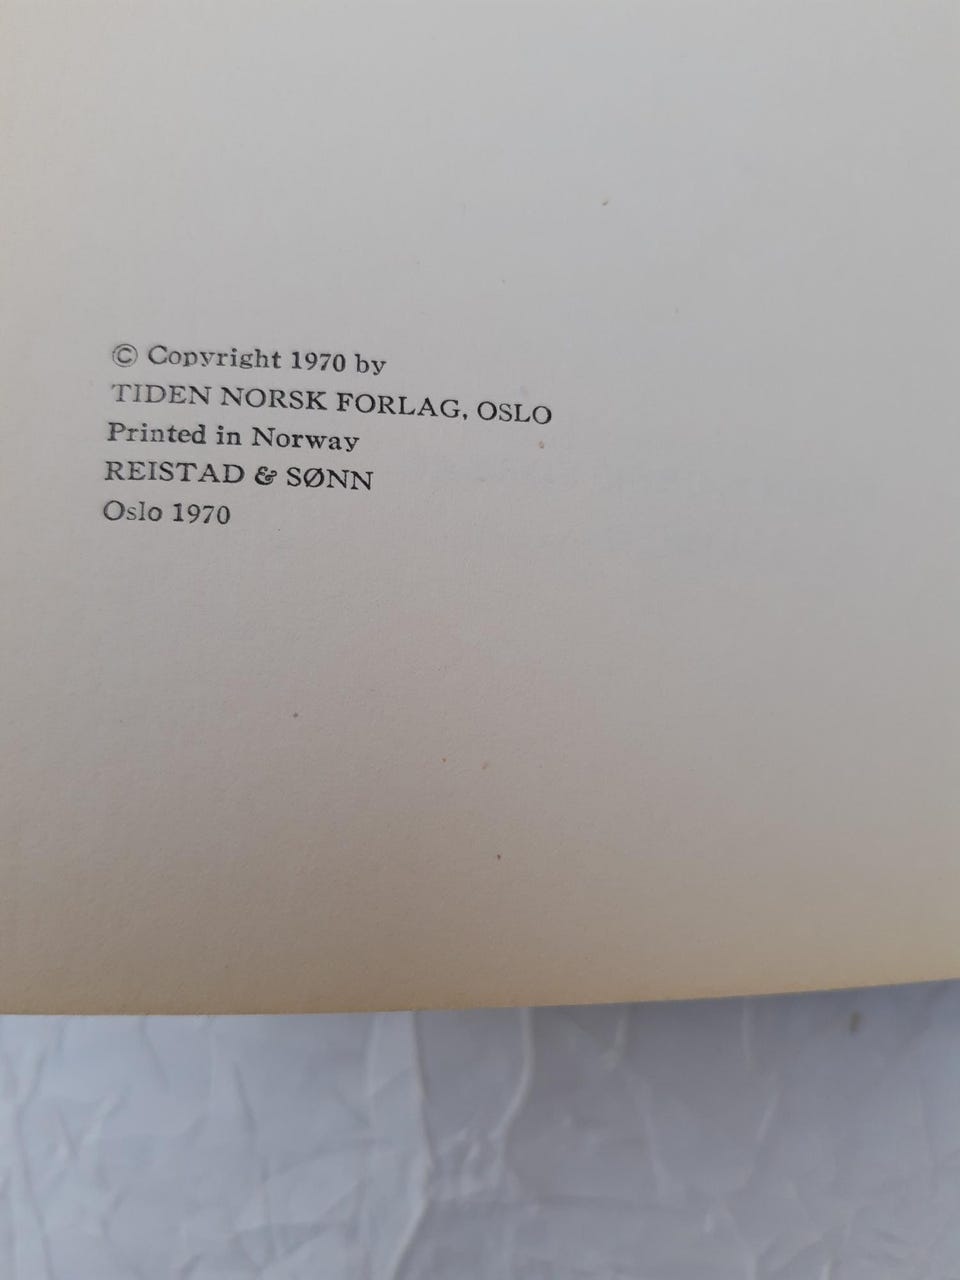 © Copyright 1970 by
TIDEN NORSK FORLAG, OSLO
Printed in Norway
REISTAD & SØNN
Oslo 1970